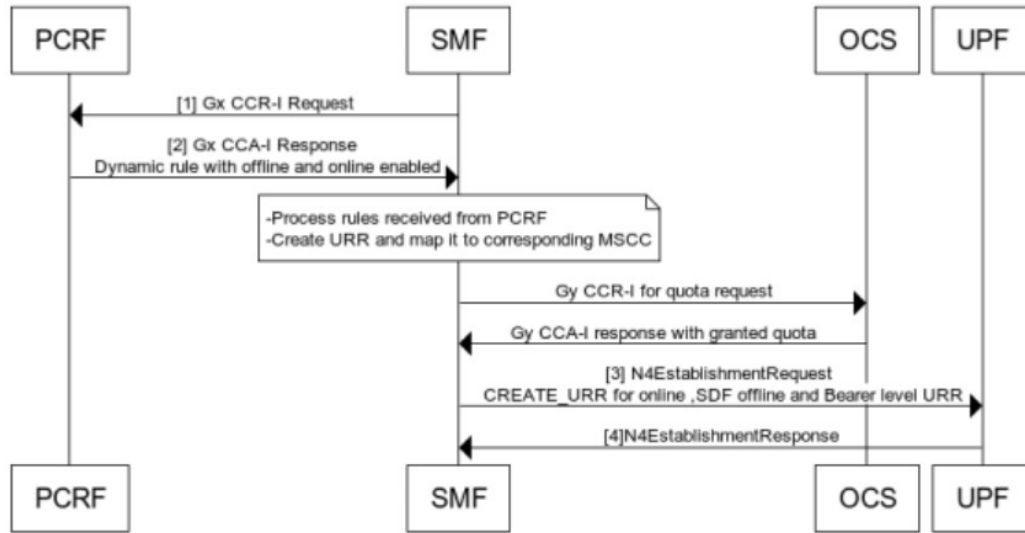 PCRF SMF OCS UPF
[1] Gx CCR-I Request
[2] Gx CCA-I Response
Dynamic rule with offline and online enabled
-Process rules received from PCRF
-Create URR and map it to corresponding MSCC
Gy CCR-I for quota request
Gy CCA-I response with granted quota
[3] N4EstablishmentRequest
CREATE_URR for online ,SDF offline and Bearer level URR
[4]N4EstablishmentResponse
PCRF SMF OCS UPF